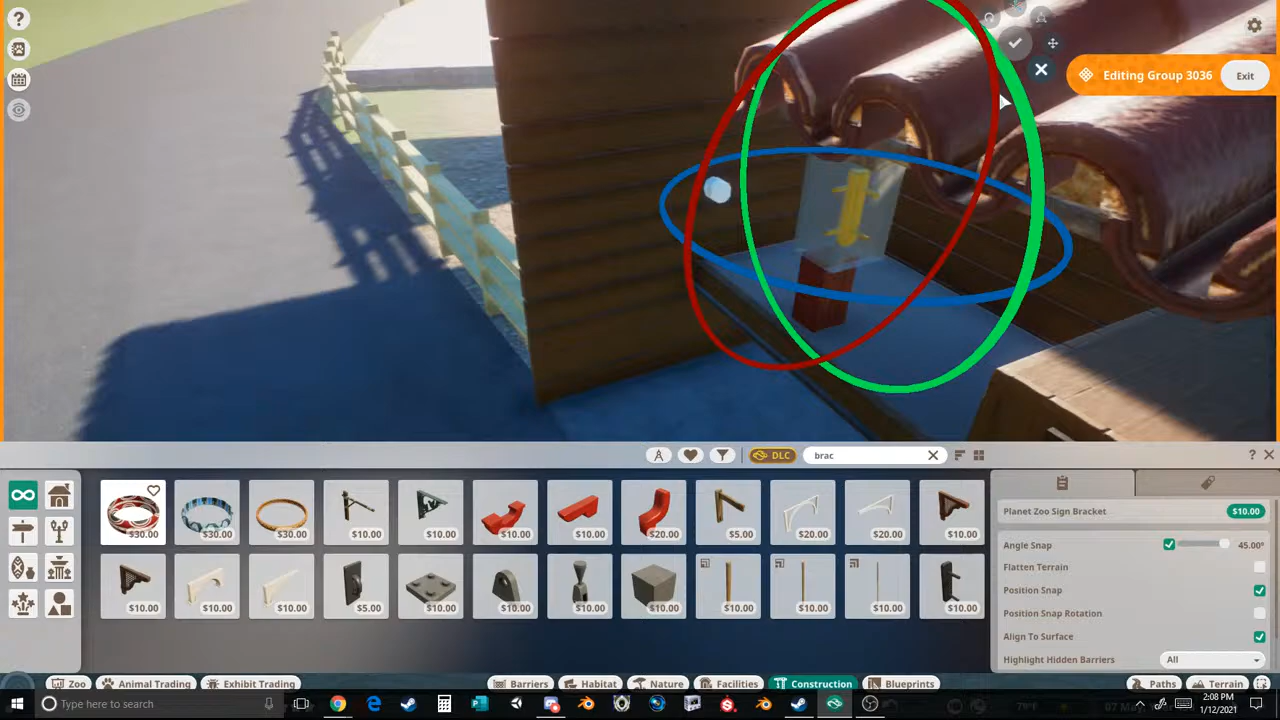 ?
Editing Group 3036 Exit
DLC brac
?
$30.00 $30.00 $30.00 $10.00 $10.00 $10.00 $10.00 $20.00 $5.00 $20.00 $20.00 $10.00
$10.00 $10.00 $10.00 $5.00 $10.00 $10.00 $10.00 $10.00 $10.00 $10.00 $10.00 $10.00
Planet Zoo Sign Bracket $10.00
Angle Snap 45.00°
Flatten Terrain
Position Snap
Position Snap Rotation
Align To Surface
Highlight Hidden Barriers All
Zoo Animal Trading Exhibit Trading Barriers Habitat Nature Facilities Construction Blueprints Paths Terrain
Type here to search
2:08 PM
1/12/2021